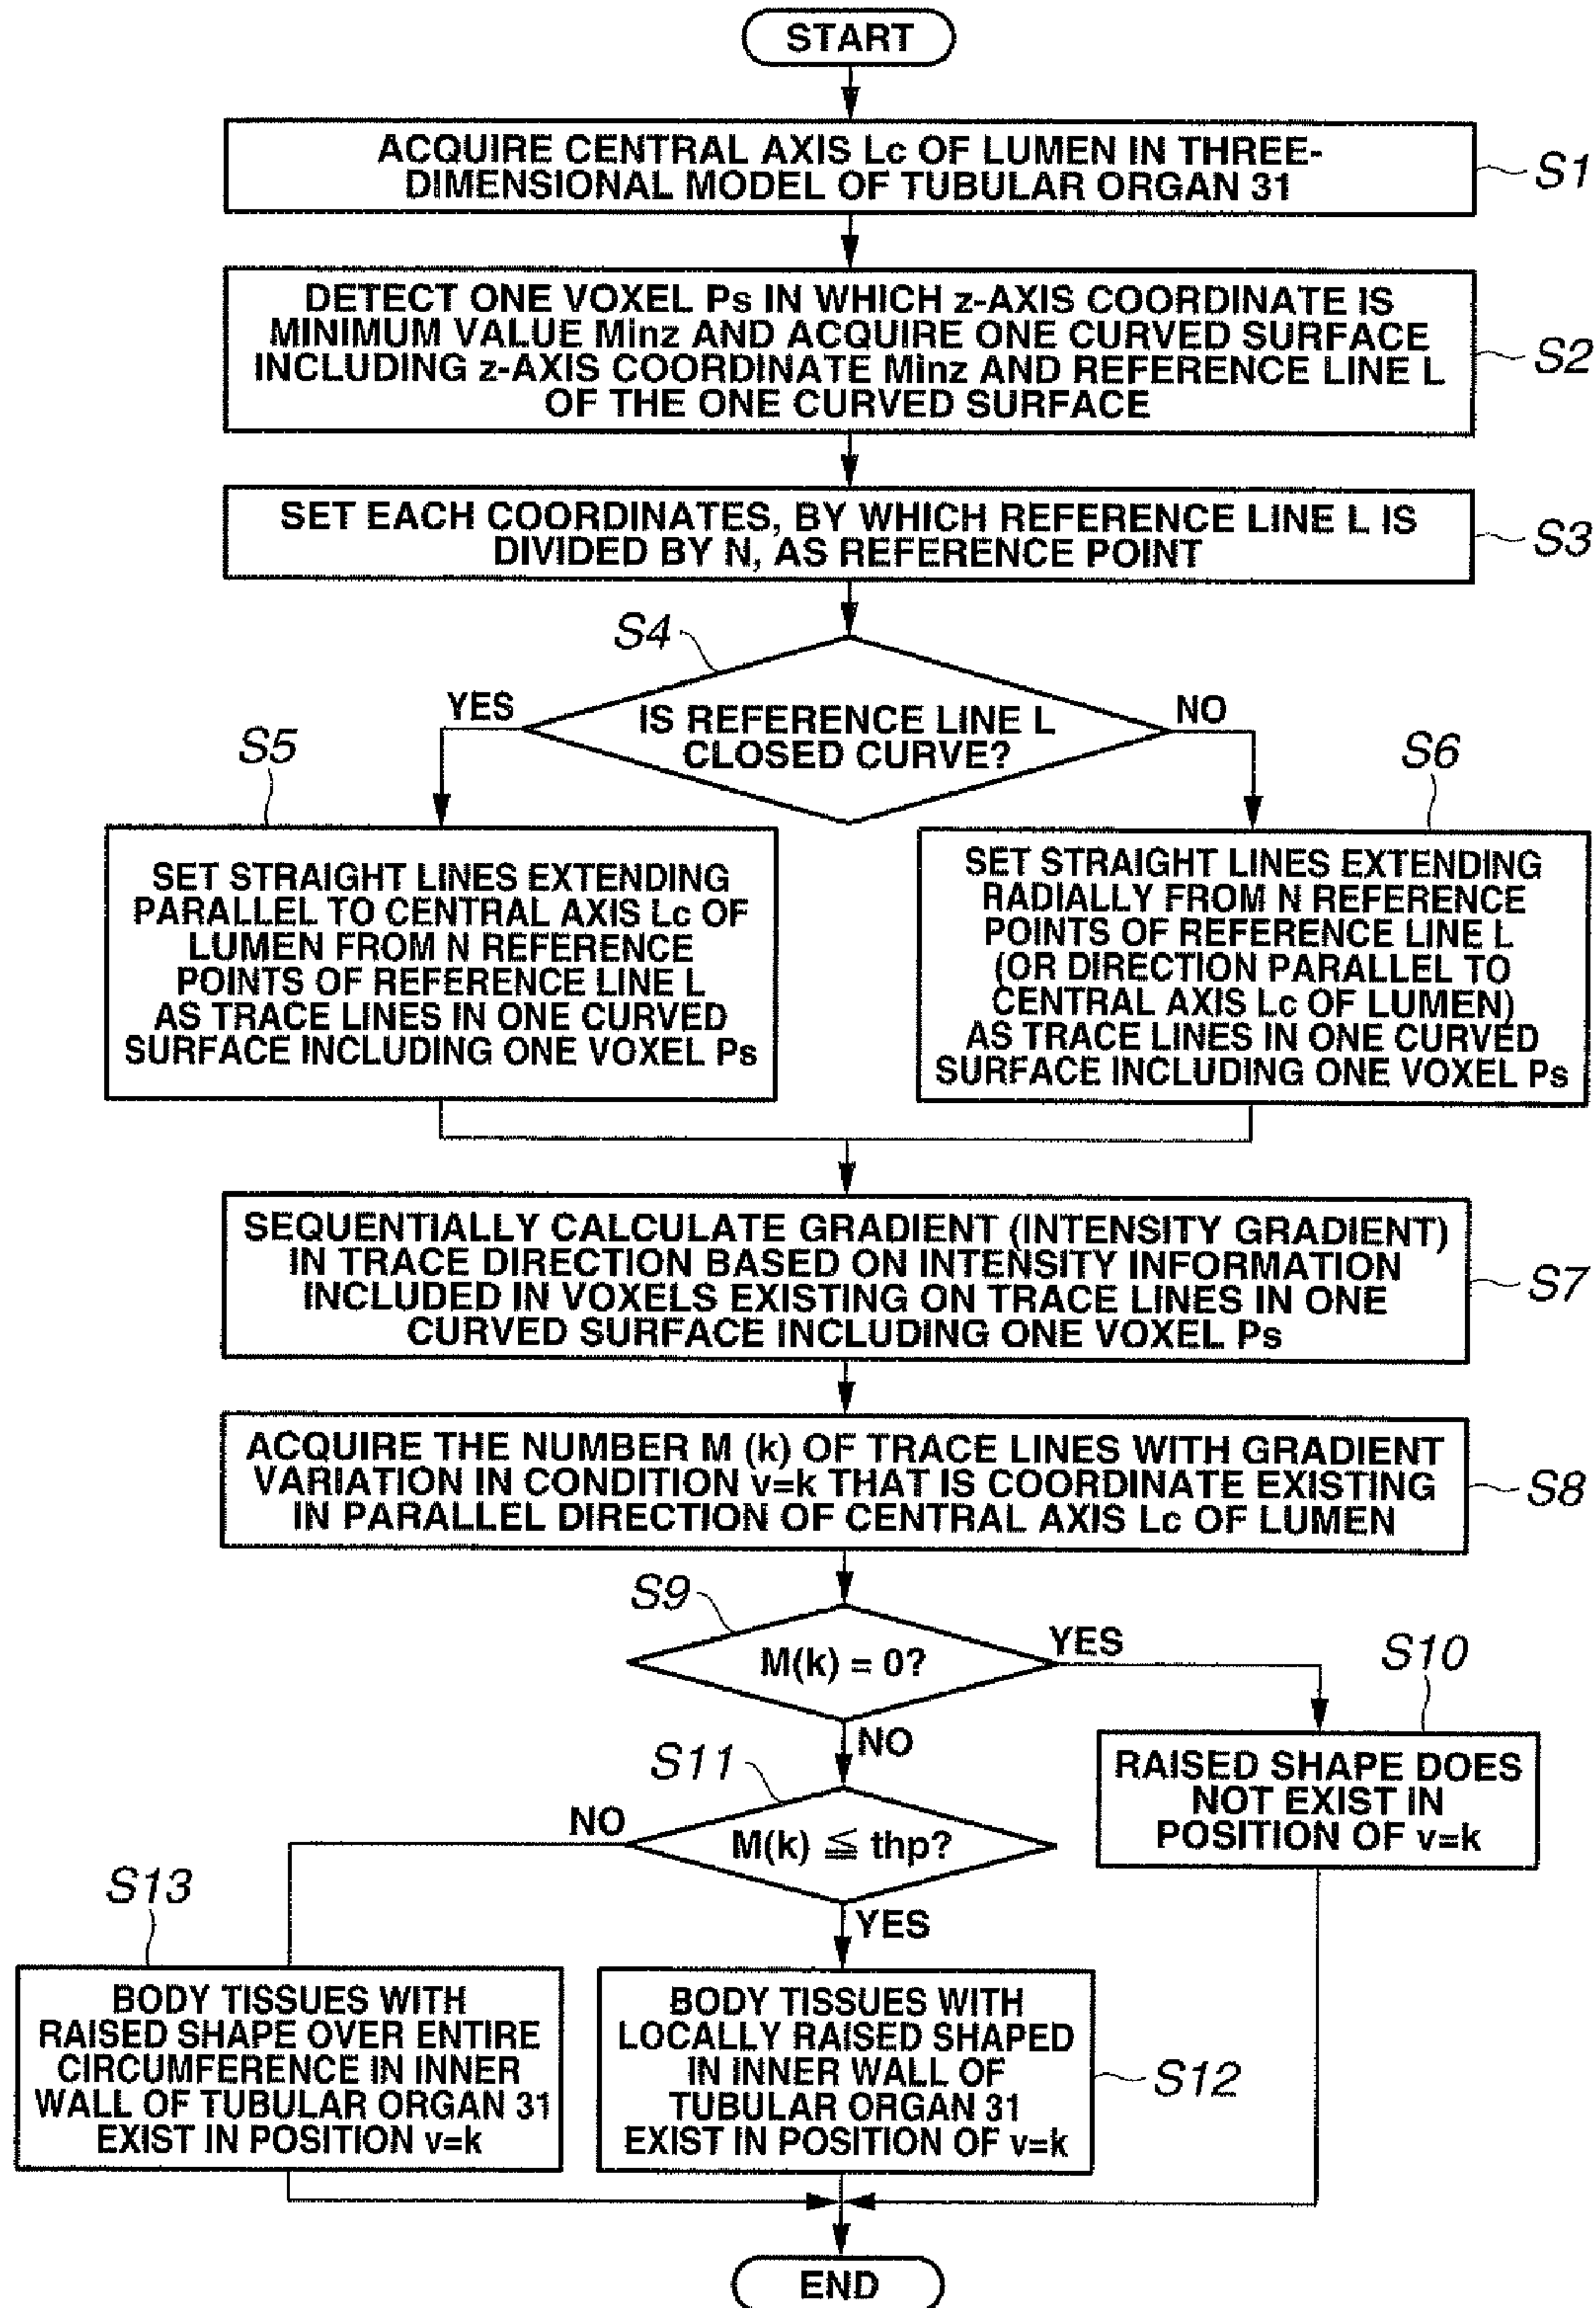 START
ACQUIRE CENTRAL AXIS Lc OF LUMEN IN THREE-
DIMENSIONAL MODEL OF TUBULAR ORGAN 31
S1
DETECT ONE VOXEL Ps IN WHICH z-AXIS COORDINATE IS
MINIMUM VALUE Minz AND ACQUIRE ONE CURVED SURFACE
INCLUDING z-AXIS COORDINATE Minz AND REFERENCE LINE L
OF THE ONE CURVED SURFACE
S2
SET EACH COORDINATES, BY WHICH REFERENCE LINE L IS
DIVIDED BY N, AS REFERENCE POINT
S3
S4
IS REFERENCE LINE L
CLOSED CURVE?
YES
NO
S5
SET STRAIGHT LINES EXTENDING
PARALLEL TO CENTRAL AXIS Lc OF
LUMEN FROM N REFERENCE
POINTS OF REFERENCE LINE L
AS TRACE LINES IN ONE CURVED
SURFACE INCLUDING ONE VOXEL Ps
S6
SET STRAIGHT LINES EXTENDING
RADIALLY FROM N REFERENCE
POINTS OF REFERENCE LINE L
(OR DIRECTION PARALLEL TO
CENTRAL AXIS Lc OF LUMEN)
AS TRACE LINES IN ONE CURVED
SURFACE INCLUDING ONE VOXEL Ps
SEQUENTIALLY CALCULATE GRADIENT (INTENSITY GRADIENT)
IN TRACE DIRECTION BASED ON INTENSITY INFORMATION
INCLUDED IN VOXELS EXISTING ON TRACE LINES IN ONE
CURVED SURFACE INCLUDING ONE VOXEL Ps
S7
ACQUIRE THE NUMBER M (k) OF TRACE LINES WITH GRADIENT
VARIATION IN CONDITION v=k THAT IS COORDINATE EXISTING
IN PARALLEL DIRECTION OF CENTRAL AXIS Lc OF LUMEN
S8
S9
M(k) = 0?
YES
NO
S10
RAISED SHAPE DOES
NOT EXIST IN
POSITION OF v=k
S11
M(k) ≦ thp?
NO
YES
S13
BODY TISSUES WITH
RAISED SHAPE OVER ENTIRE
CIRCUMFERENCE IN INNER
WALL OF TUBULAR ORGAN 31
EXIST IN POSITION v=k
BODY TISSUES WITH
LOCALLY RAISED SHAPED
IN INNER WALL OF
TUBULAR ORGAN 31
EXIST IN POSITION OF v=k
S12
END